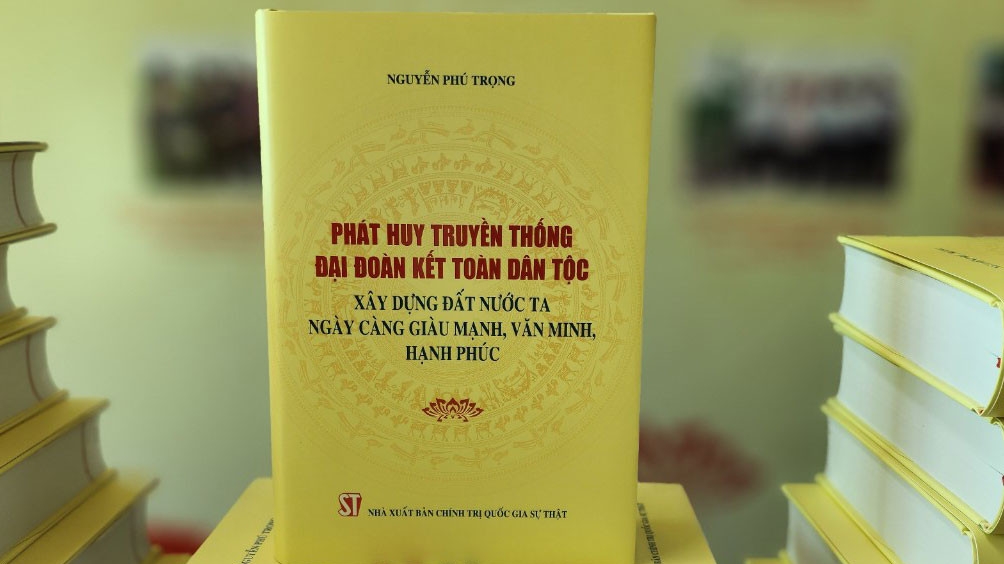 NGUYỄN PHÚ TRỌNG
PHÁT HUY TRUYỀN THỐNG
ĐẠI ĐOÀN KẾT TOÀN DÂN TỘC
XÂY DỰNG ĐẤT NƯỚC TA
NGÀY CÀNG GIÀU MẠNH, VĂN MINH,
HẠNH PHÚC
ST NHÀ XUẤT BẢN CHÍNH TRỊ QUỐC GIA SỰ THẬT